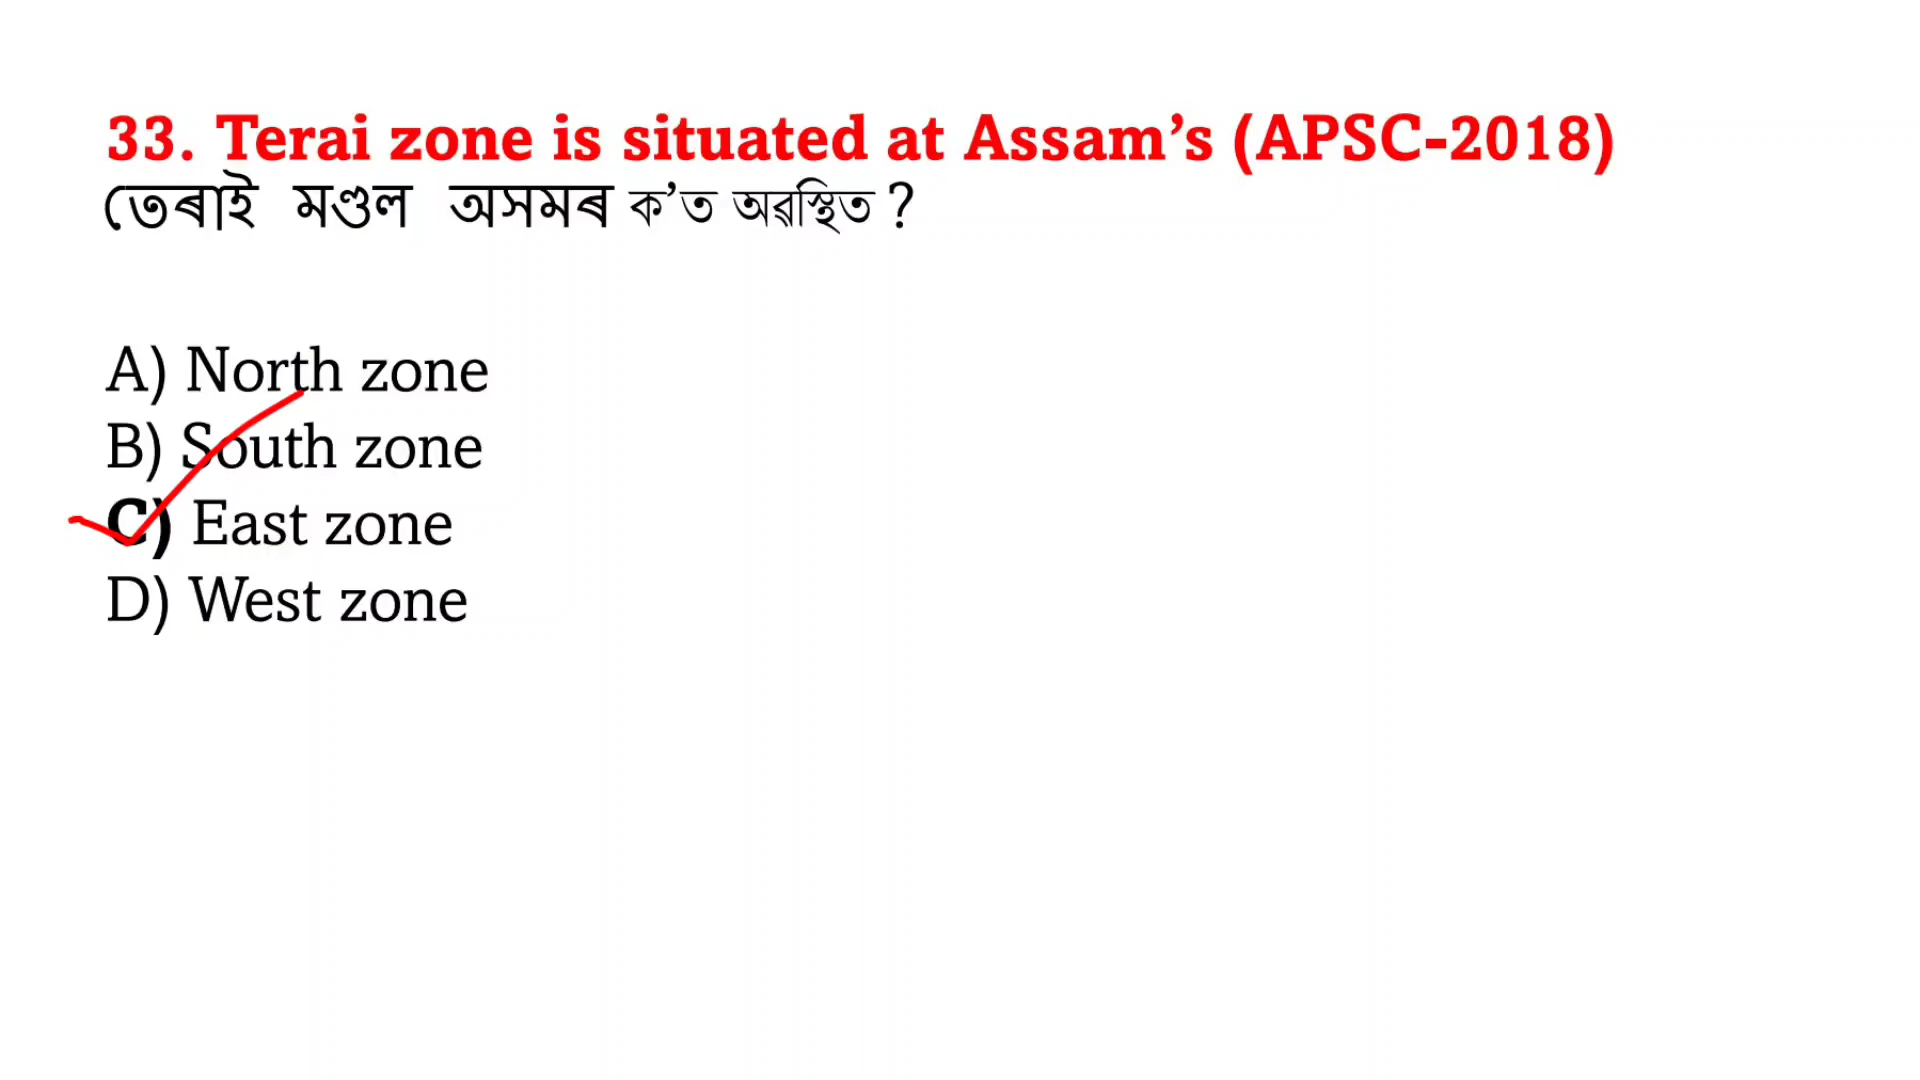 33. Terai zone is situated at Assam’s (APSC-2018)
তেৰাই মণ্ডল অসমৰ ক’ত অৱস্থিত ?
A) North zone
B) South zone
C) East zone
D) West zone